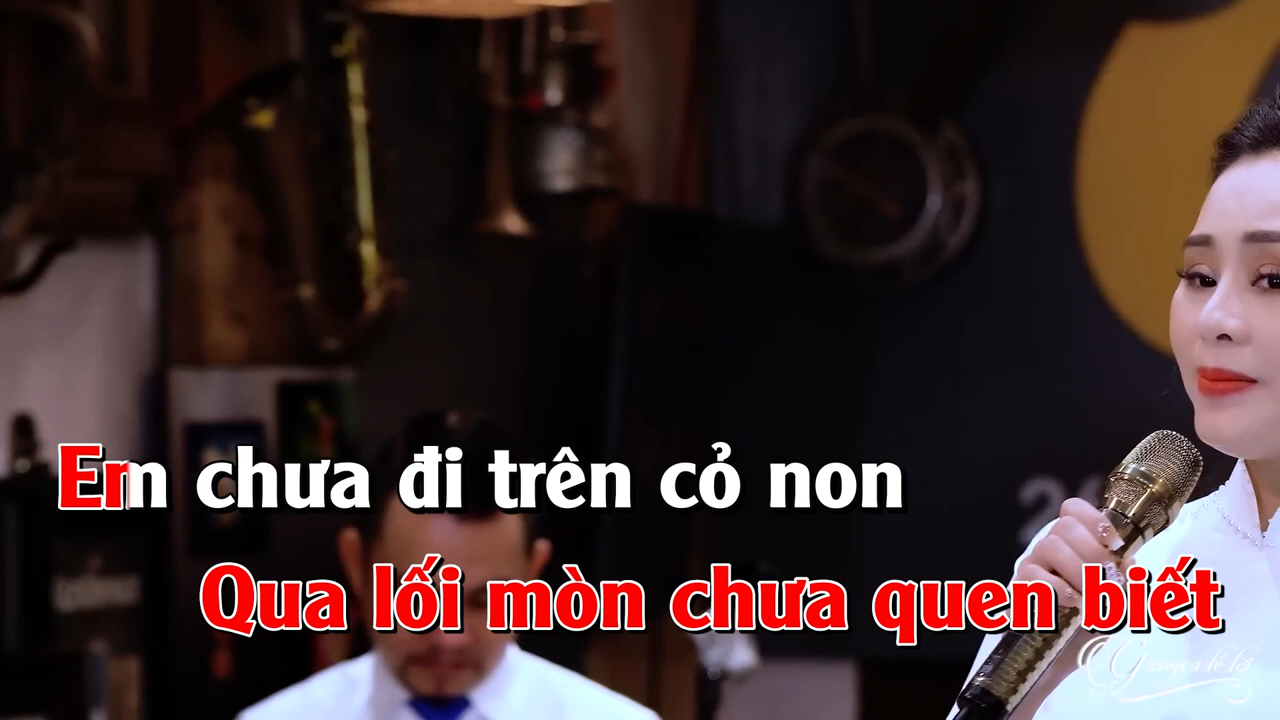 Em chưa đi trên cỏ non
Qua lối mòn chưa quen biết